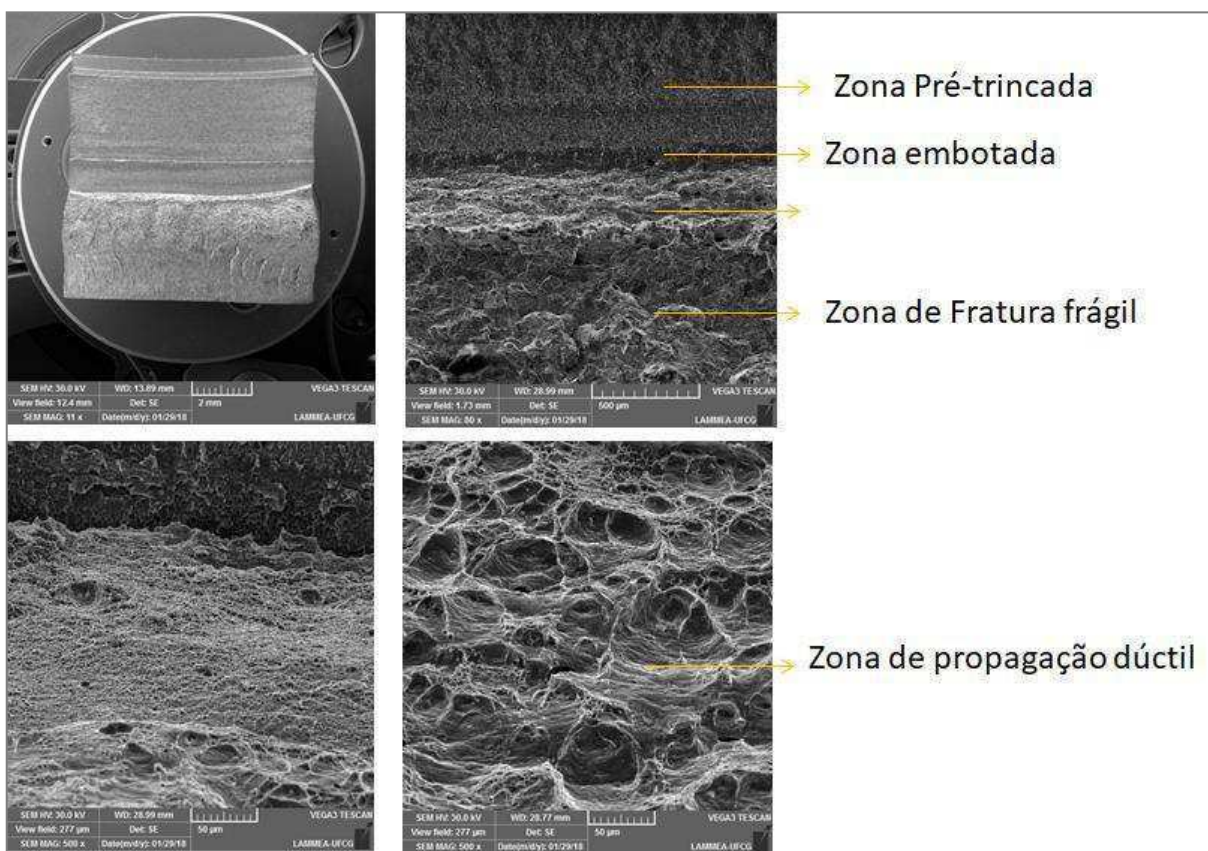 Zona Pré-trincada
Zona embotada
Zona de Fratura frágil
SEM HV: 30.0 kV WD: 13.89 mm VEGA3 TESCAN
View field: 12.4 mm Det: SE 2 mm
SEM MAG: 11 x Date(m/d/y): 01/29/18 LAMMEA-UFCG
SEM HV: 30.0 kV WD: 28.99 mm VEGA3 TESCAN
View field: 1.73 mm Det: SE 500 µm
SEM MAG: 80 x Date(m/d/y): 01/29/18 LAMMEA-UFCG
Zona de propagação dúctil
SEM HV: 30.0 kV WD: 28.99 mm VEGA3 TESCAN
View field: 277 µm Det: SE 50 µm
SEM MAG: 500 x Date(m/d/y): 01/29/18 LAMMEA-UFCG
SEM HV: 30.0 kV WD: 28.77 mm VEGA3 TESCAN
View field: 277 µm Det: SE 50 µm
SEM MAG: 500 x Date(m/d/y): 01/29/18 LAMMEA-UFCG